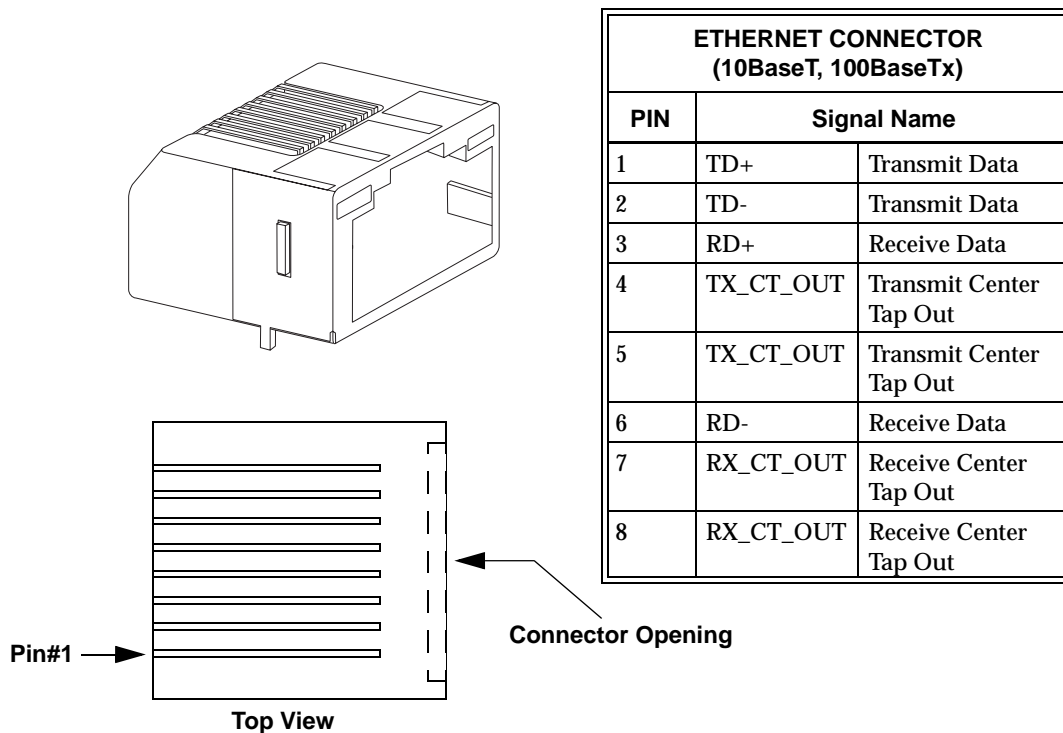 ETHERNET CONNECTOR
(10BaseT, 100BaseTx)
PIN Signal Name
1 TD+ Transmit Data
2 TD- Transmit Data
3 RD+ Receive Data
4 TX_CT_OUT Transmit Center
Tap Out
5 TX_CT_OUT Transmit Center
Tap Out
6 RD- Receive Data
7 RX_CT_OUT Receive Center
Tap Out
8 RX_CT_OUT Receive Center
Tap Out
Connector Opening
Pin#1
Top View